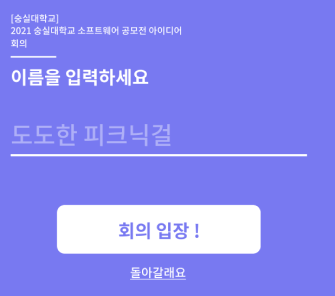 [숭실대학교]
2021 숭실대학교 소프트웨어 공모전 아이디어
회의
이름을 입력하세요
도도한 피크닉걸
회의 입장 !
돌아갈래요